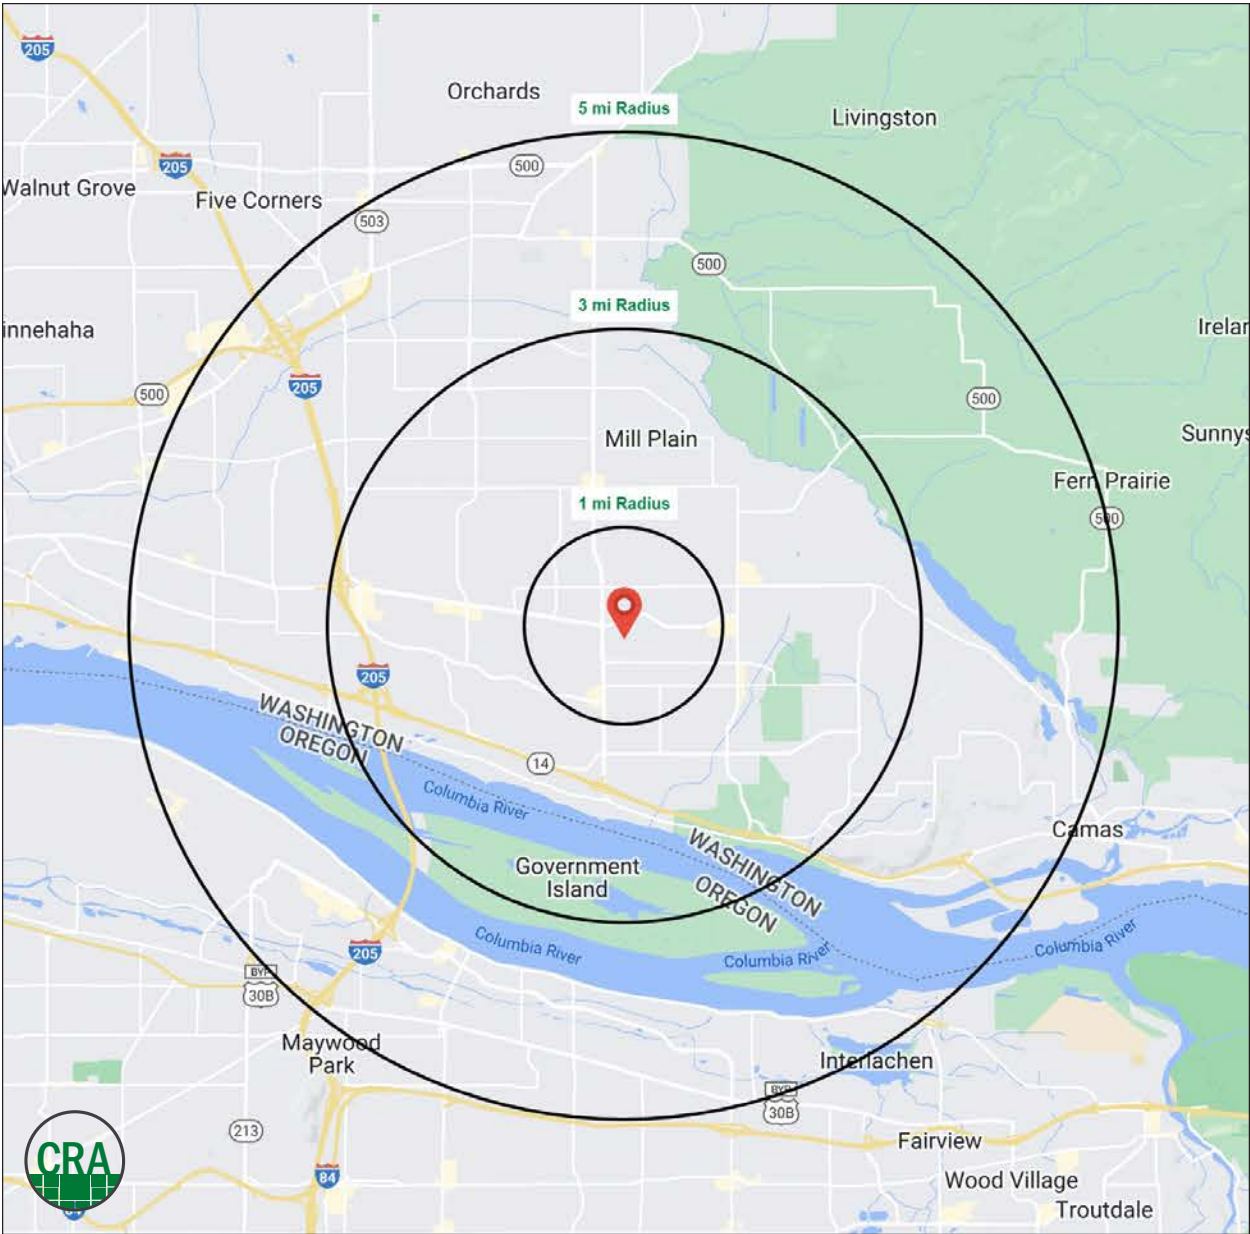 205
Orchards
5 mi Radius
Livingston
205
500
Walnut Grove
Five Corners
503
500
3 mi Radius
innehaha
Irelar
205
500
500
Mill Plain
Sunnys
Fern Prairie
1 mi Radius
500
205
WASHINGTON
OREGON
14
Columbia River
Camas
WASHINGTON
OREGON
Government
Island
Columbia River
Columbia River
Columbia River
205
BYP
30B
Maywood
Park
Interlachen
BYP
30B
213
Fairview
CRA
84
Wood Village
Troutdale